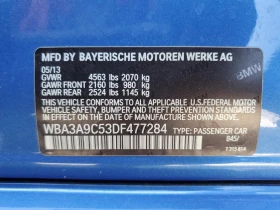 MFD BY BAYERISCHE MOTOREN WERKE AG
05/13
GVWR 4563 lbs 2070 kg
GAWR FRONT 2160 lbs 980 kg
GAWR REAR 2524 lbs 1145 kg
THIS VEHICLE CONFORMS TO ALL APPLICABLE
U.S. FEDERAL MOTOR VEHICLE SAFETY, BUMPER,
AND THEFT PREVENTION STANDARDS IN EFFECT
ON THE DATE OF MANUFACTURE SHOWN ABOVE
WBA3A9C53DF477284 TYPE: PASSENGER CAR
BMW